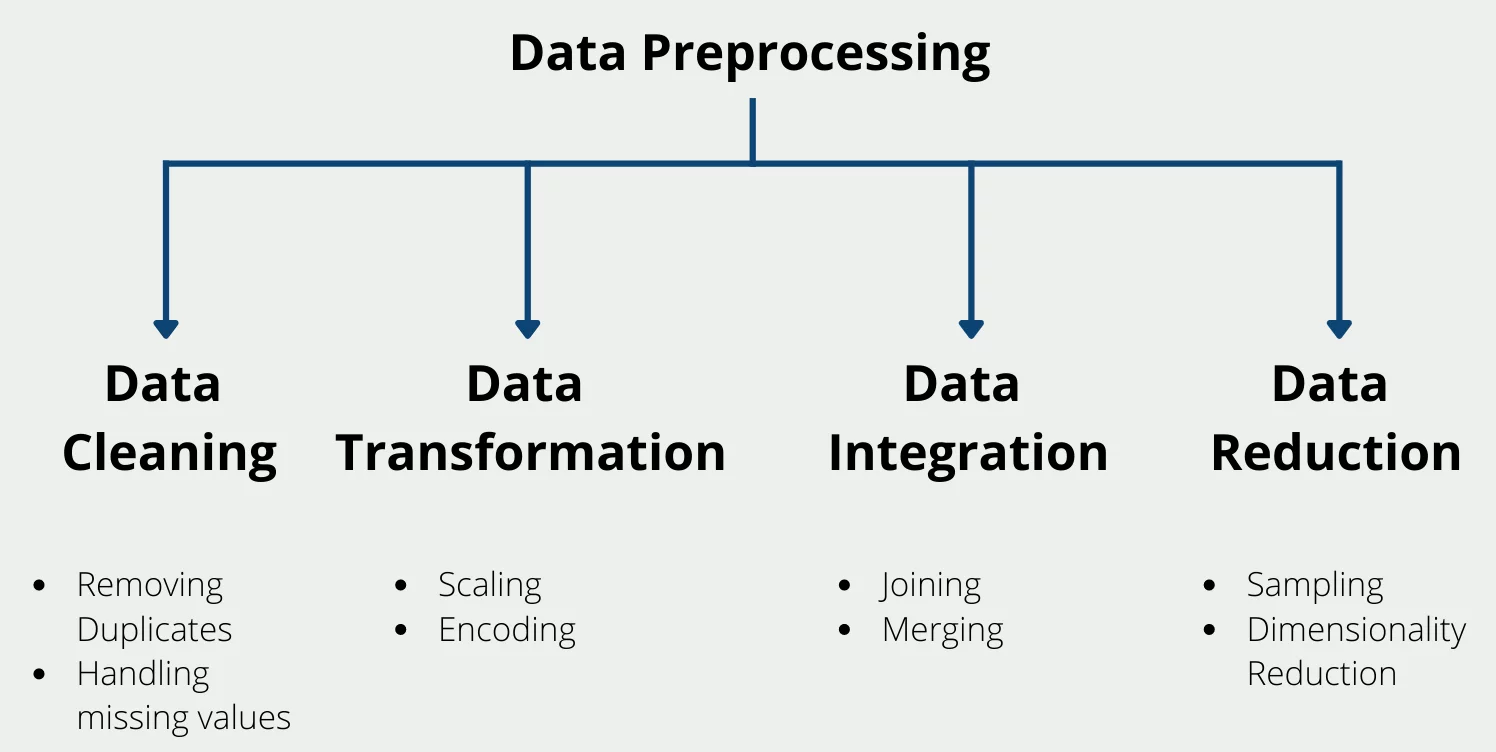 Data Preprocessing
Data
Cleaning
Data
Transformation
Data
Integration
Data
Reduction
• Removing
Duplicates
• Handling
missing values
• Scaling
• Encoding
• Joining
• Merging
• Sampling
• Dimensionality
Reduction